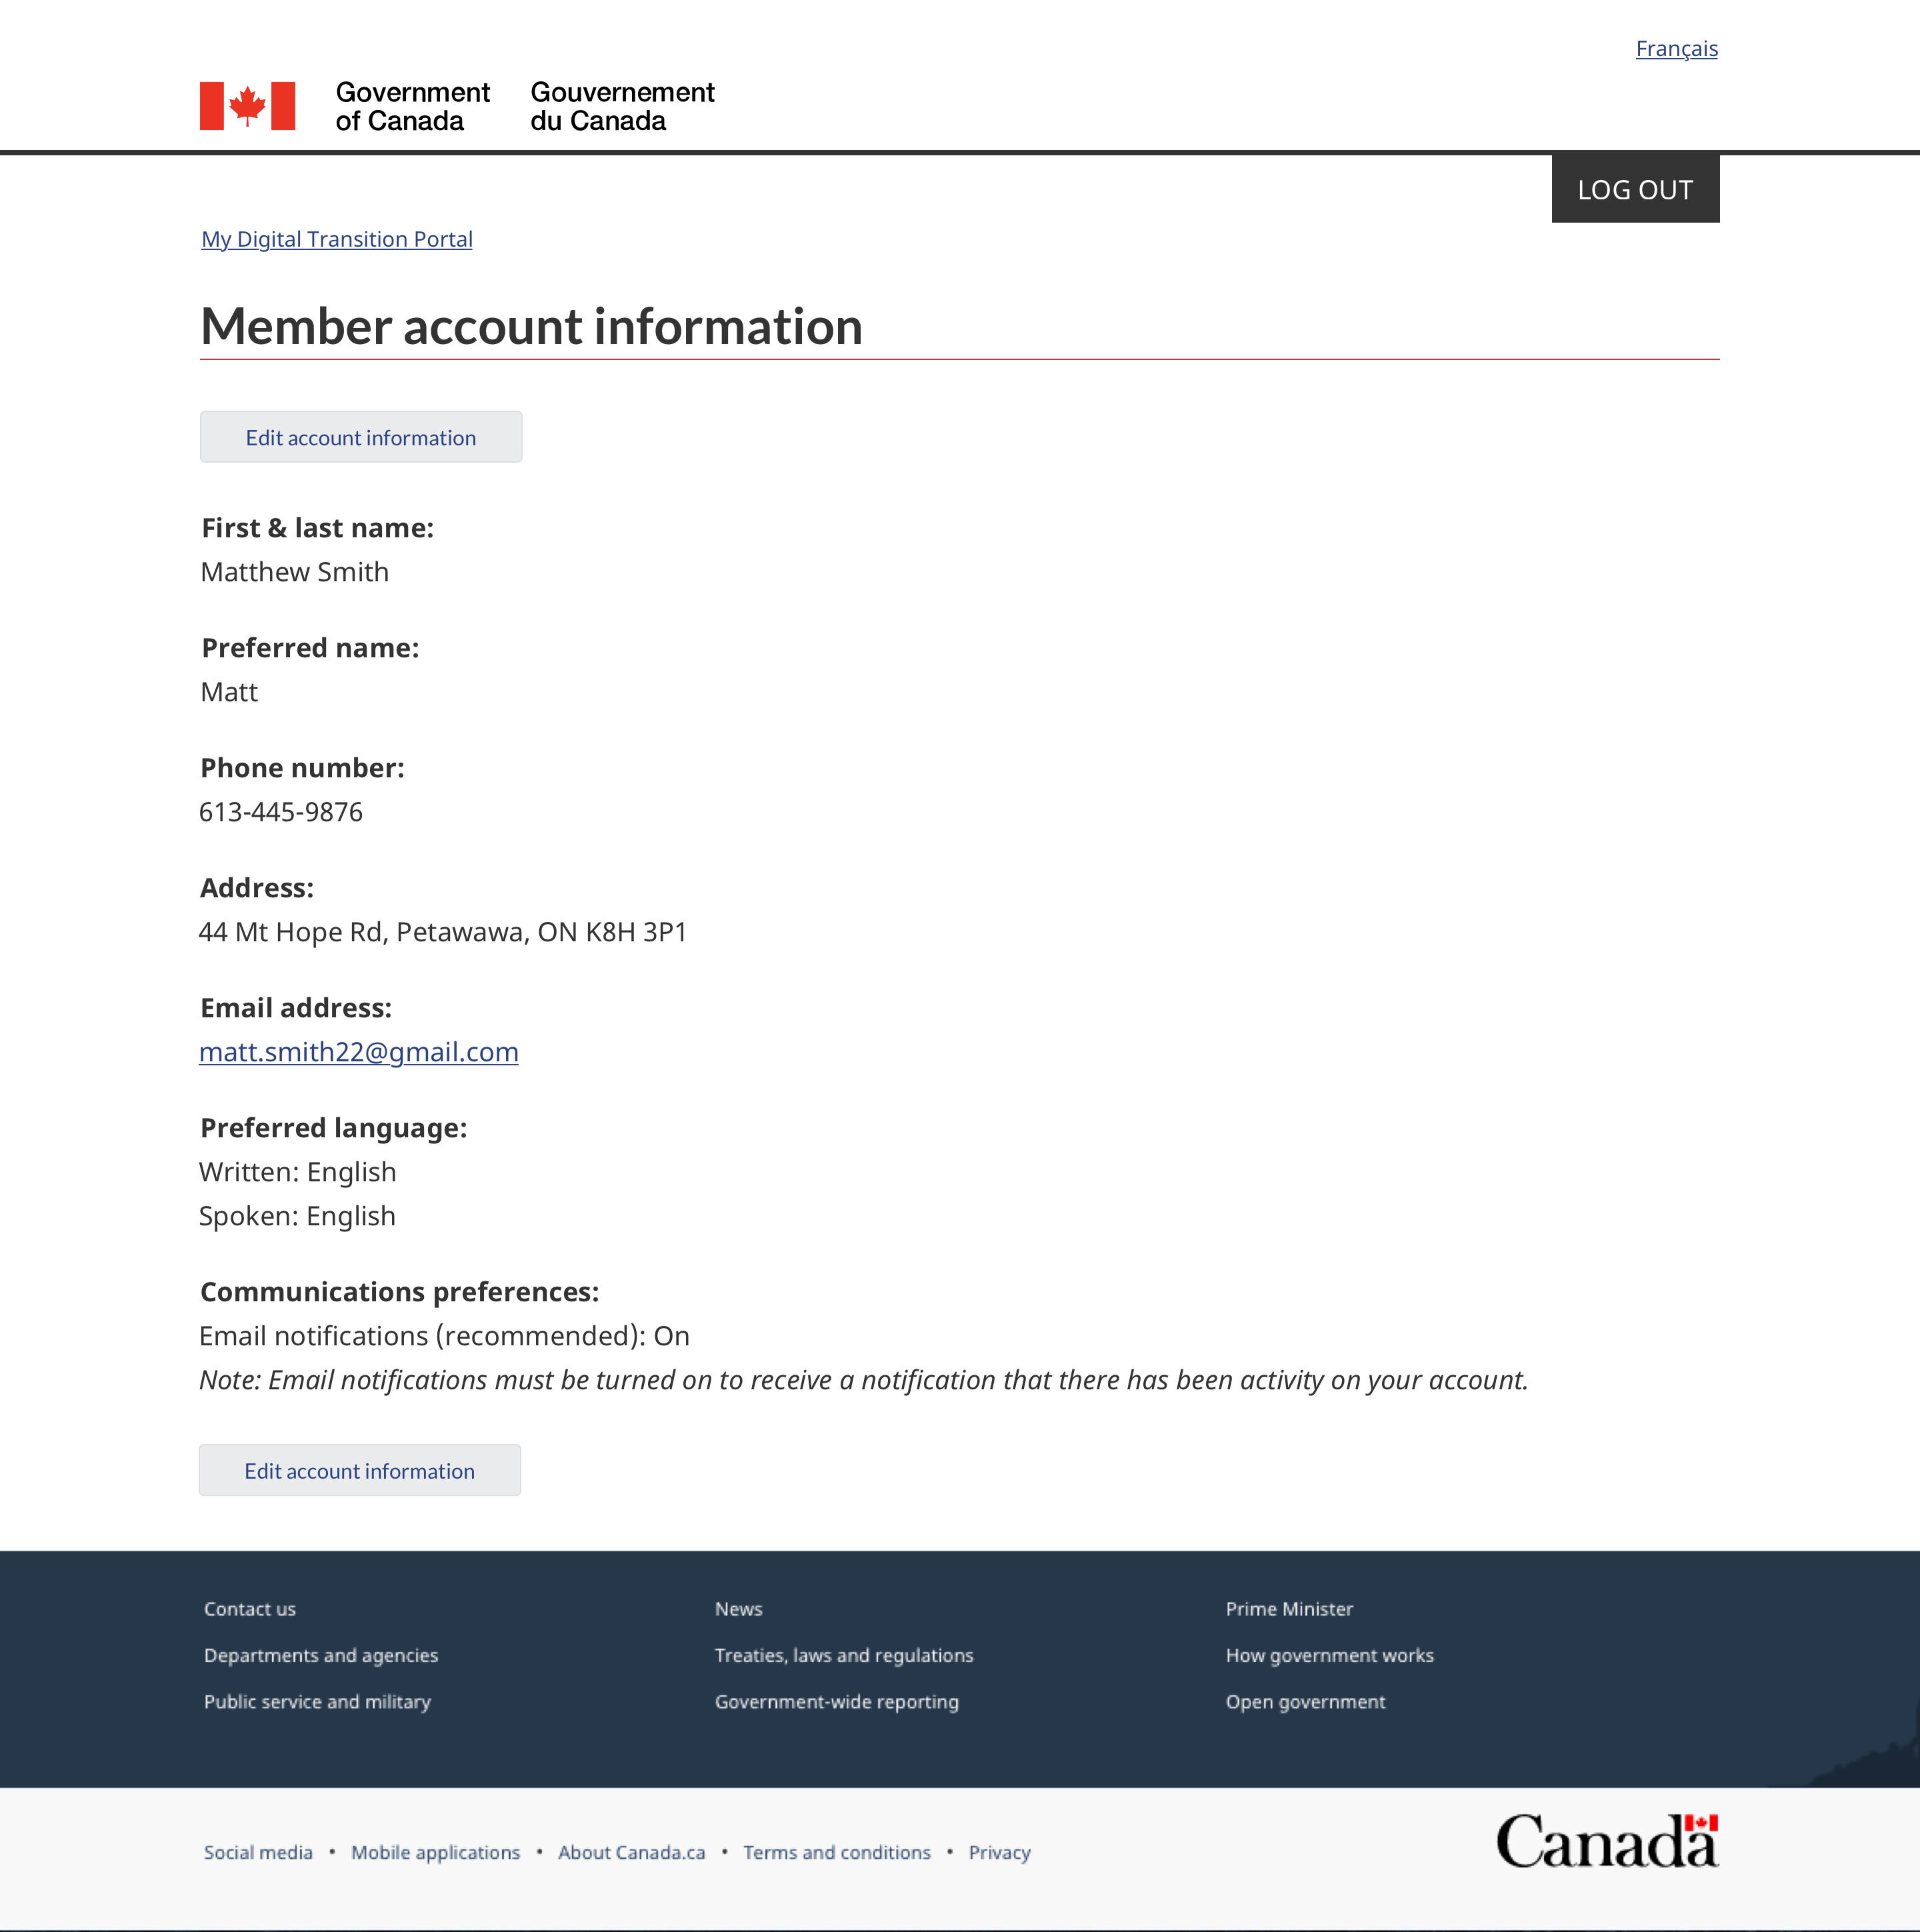 Français
Government of Canada
Gouvernement du Canada
LOG OUT
My Digital Transition Portal
Member account information
Edit account information
First & last name:
Matthew Smith
Preferred name:
Matt
Phone number:
613-445-9876
Address:
44 Mt Hope Rd, Petawawa, ON K8H 3P1
Email address:
matt.smith22@gmail.com
Preferred language:
Written: English
Spoken: English
Communications preferences:
Email notifications (recommended): On
Note: Email notifications must be turned on to receive a notification that there has been activity on your account.
Edit account information
Contact us
News
Prime Minister
Departments and agencies
Treaties, laws and regulations
How government works
Public service and military
Government-wide reporting
Open government
Social media • Mobile applications • About Canada.ca • Terms and conditions • Privacy
Canada